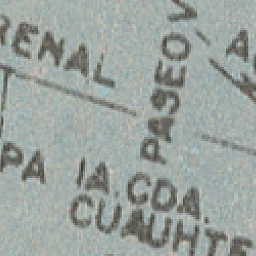 RENAL
PASEO
PA 1A. CDA.
CUAUHTE